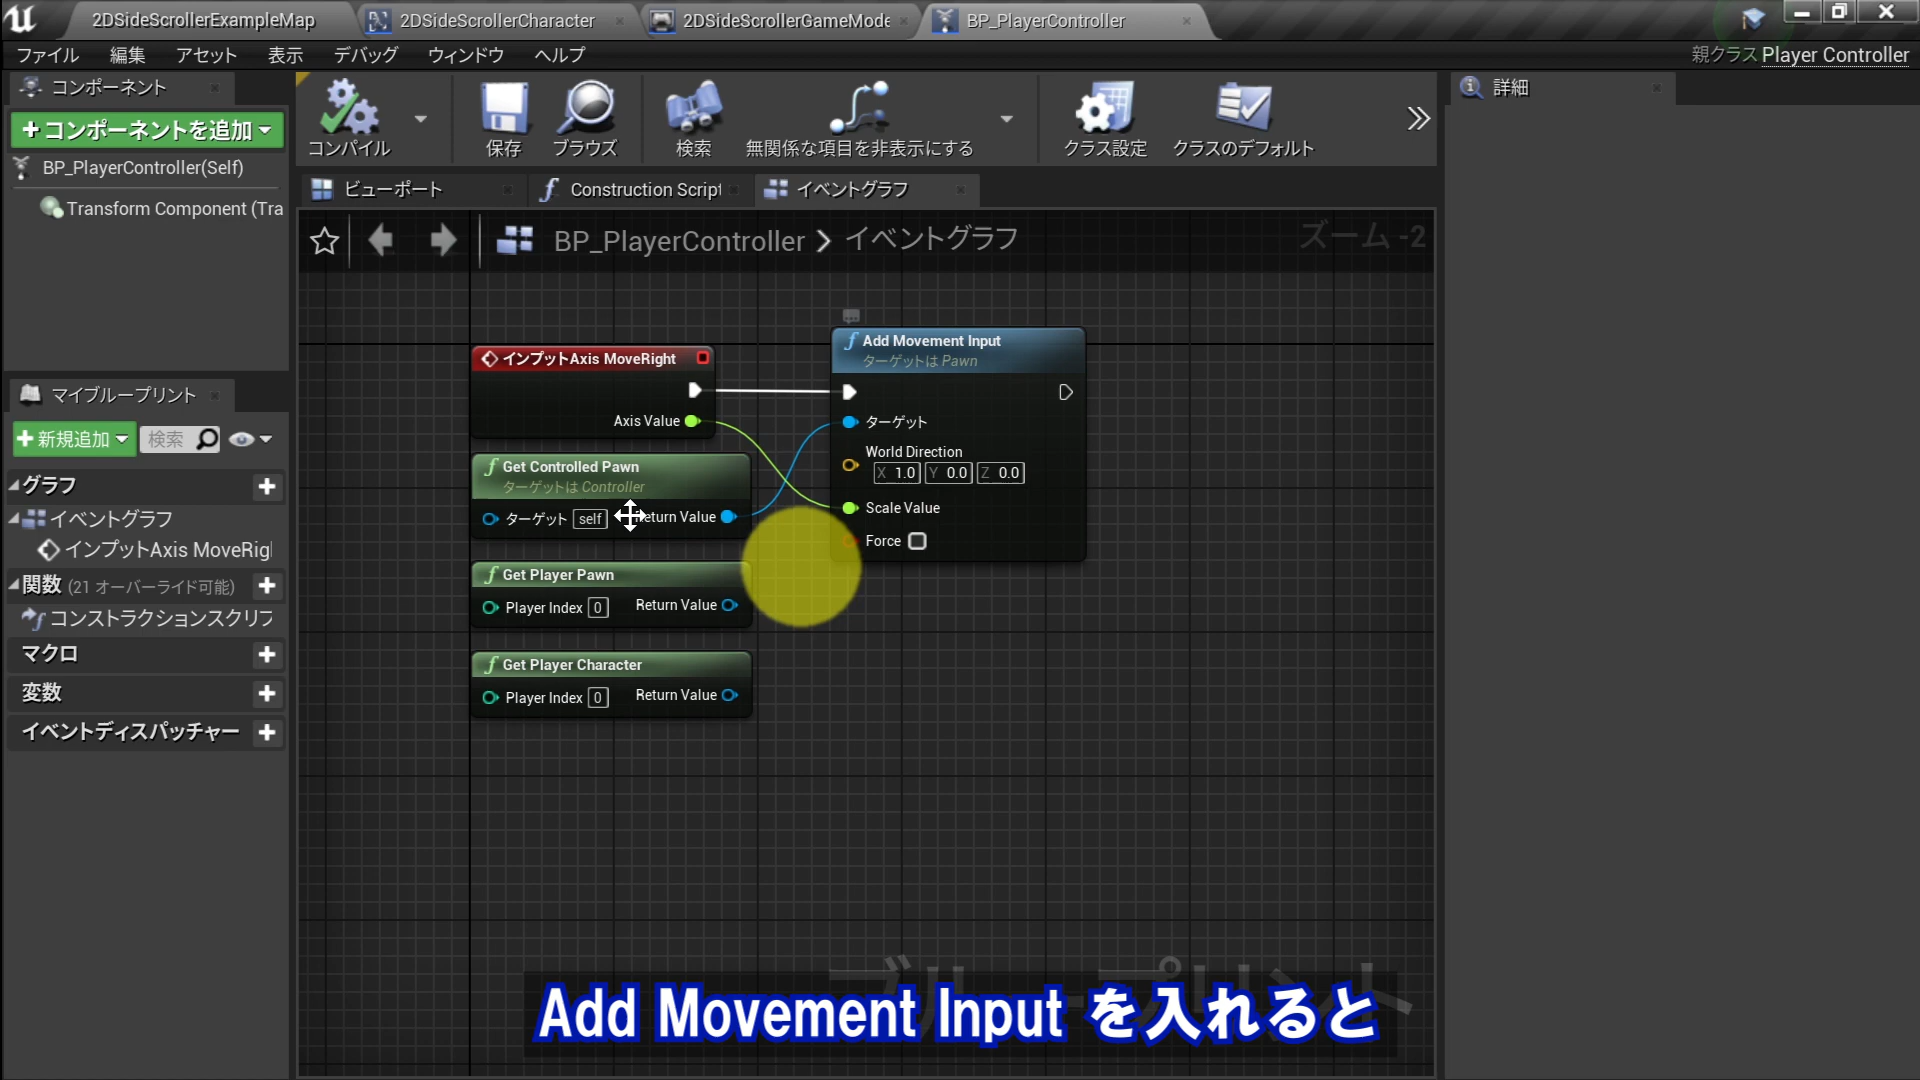 2DSideScrollerExampleMap
2DSideScrollerCharacter
2DSideScrollerGameMode
BP_PlayerController
ファイル
編集
アセット
表示
デバッグ
ウィンドウ
ヘルプ
親クラス Player Controller
コンポーネント
+コンポーネントを追加
BP_PlayerController(Self)
Transform Component (Tra
コンパイル
保存
ブラウズ
検索
無関係な項目を非表示にする
クラス設定
クラスのデフォルト
詳細
ビューポート
Construction Script
イベントグラフ
BP_PlayerController > イベントグラフ
ズーム -2
マイブループリント
+新規追加
検索
グラフ
イベントグラフ
インプットAxis MoveRig
関数 (21 オーバーライド可能)
コンストラクションスクリプ
マクロ
変数
イベントディスパッチャー
インプットAxis MoveRight
Axis Value
Get Controlled Pawn
ターゲットは Controller
ターゲット self
eturn Value
Get Player Pawn
Player Index 0
Return Value
Get Player Character
Player Index 0
Return Value
Add Movement Input
ターゲットは Pawn
ターゲット
World Direction
X 1.0 Y 0.0 Z 0.0
Scale Value
Force
ブループリント
Add Movement Input を入れると